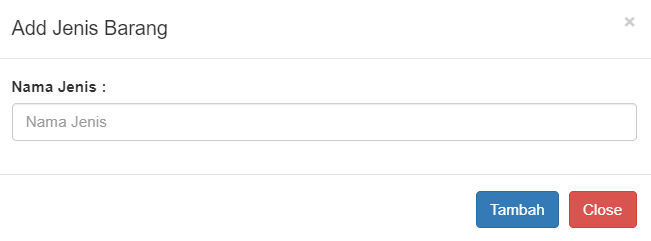 Add Jenis Barang
×
Nama Jenis :
Nama Jenis
Tambah Close